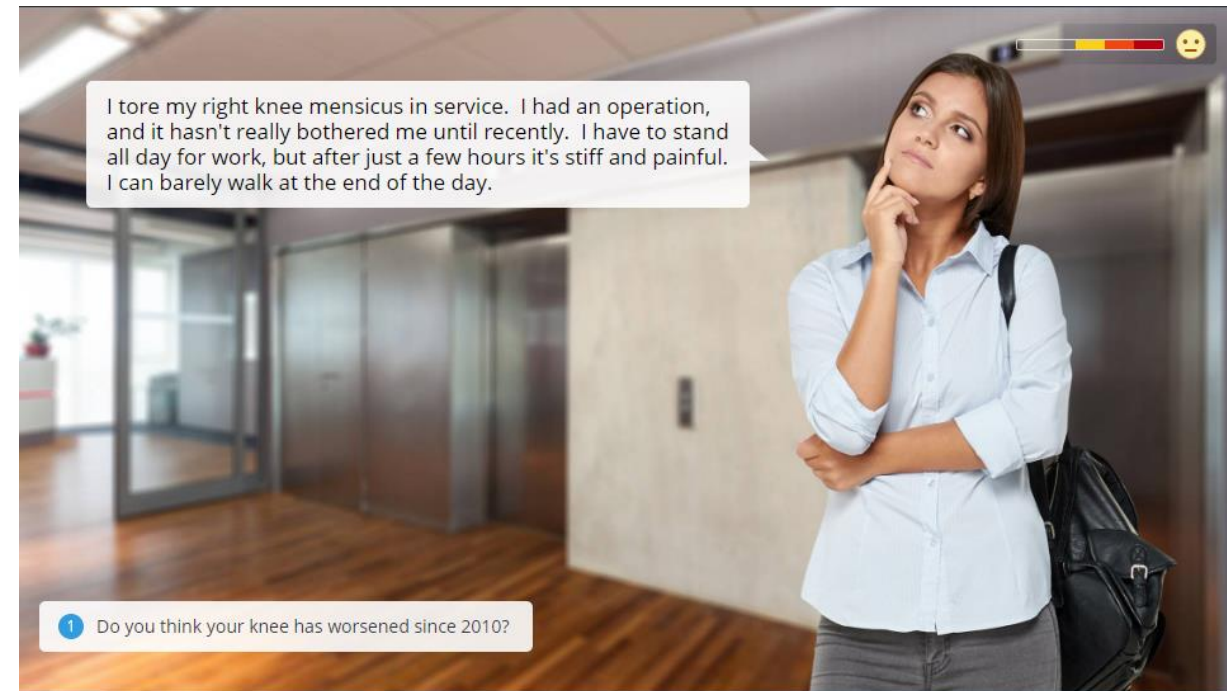 I tore my right knee mensicus in service.  I had an operation,
and it hasn't really bothered me until recently.  I have to stand
all day for work, but after just a few hours it's stiff and painful.
I can barely walk at the end of the day.
1 Do you think your knee has worsened since 2010?